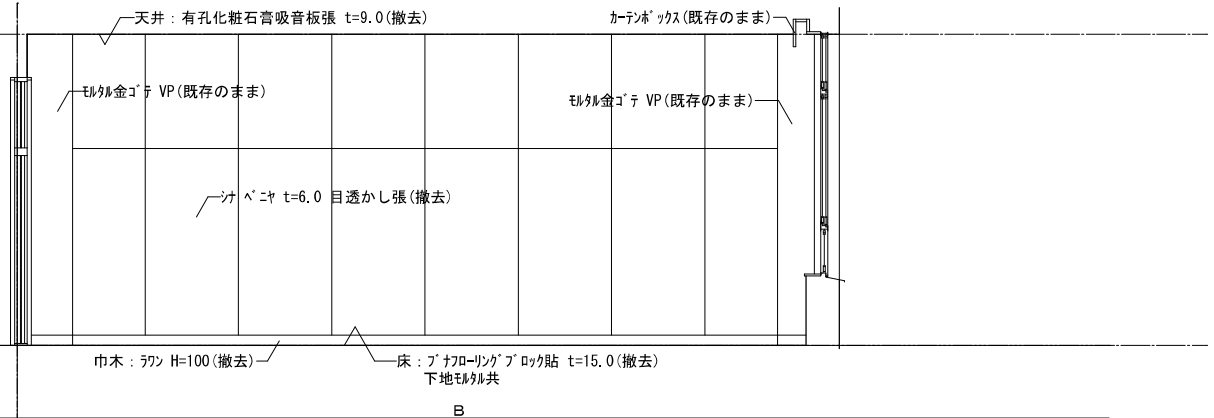 天井：有孔化粧石膏吸音板張 t=9.0(撤去)
ｶｰﾃﾝﾎﾞｯｸｽ(既存のまま)
ﾓﾙﾀﾙ金ｺﾞﾃ VP(既存のまま)
ﾓﾙﾀﾙ金ｺﾞﾃ VP(既存のまま)
ｼﾅ ﾍﾞﾆﾔ t=6.0 目透かし張(撤去)
巾木：ﾗﾜﾝ H=100(撤去)
床：ﾌﾞﾅﾌﾛｰﾘﾝｸﾞﾌﾞﾛｯｸ貼 t=15.0(撤去)
下地ﾓﾙﾀﾙ共
B